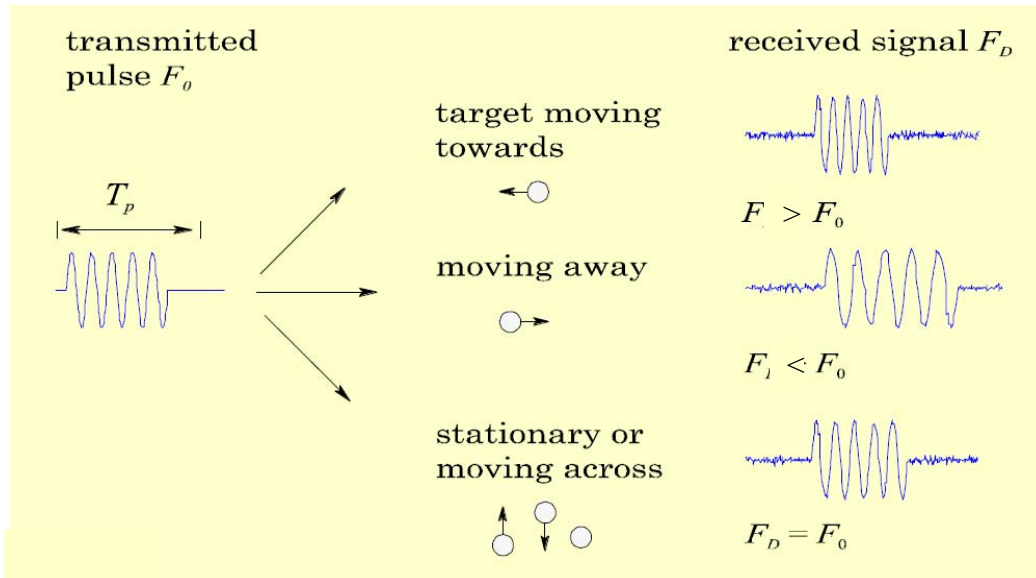 transmitted
pulse F₀
received signal F_D
target moving
towards
T_p
F > F₀
moving away
F₁ < F₀
stationary or
moving across
F_D = F₀